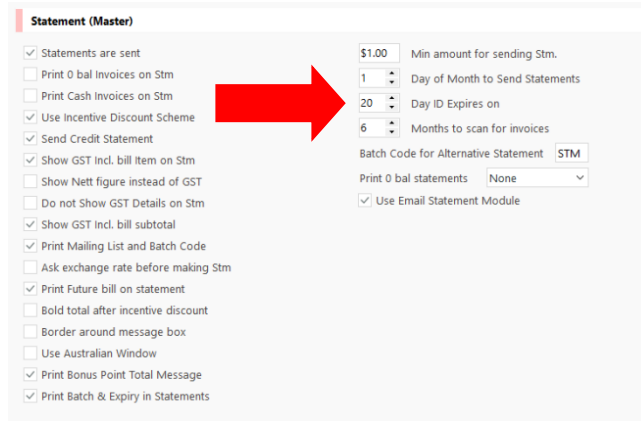 Statement (Master)
Statements are sent
Print 0 bal Invoices on Stm
Print Cash Invoices on Stm
Use Incentive Discount Scheme
Send Credit Statement
Show GST Incl. bill Item on Stm
Show Nett figure instead of GST
Do not Show GST Details on Stm
Show GST Incl. bill subtotal
Print Mailing List and Batch Code
Ask exchange rate before making Stm
Print Future bill on statement
Bold total after incentive discount
Border around message box
Use Australian Window
Print Bonus Point Total Message
Print Batch & Expiry in Statements
$1.00 Min amount for sending Stm.
1 Day of Month to Send Statements
20 Day ID Expires on
6 Months to scan for invoices
Batch Code for Alternative Statement STM
Print 0 bal statements None
Use Email Statement Module